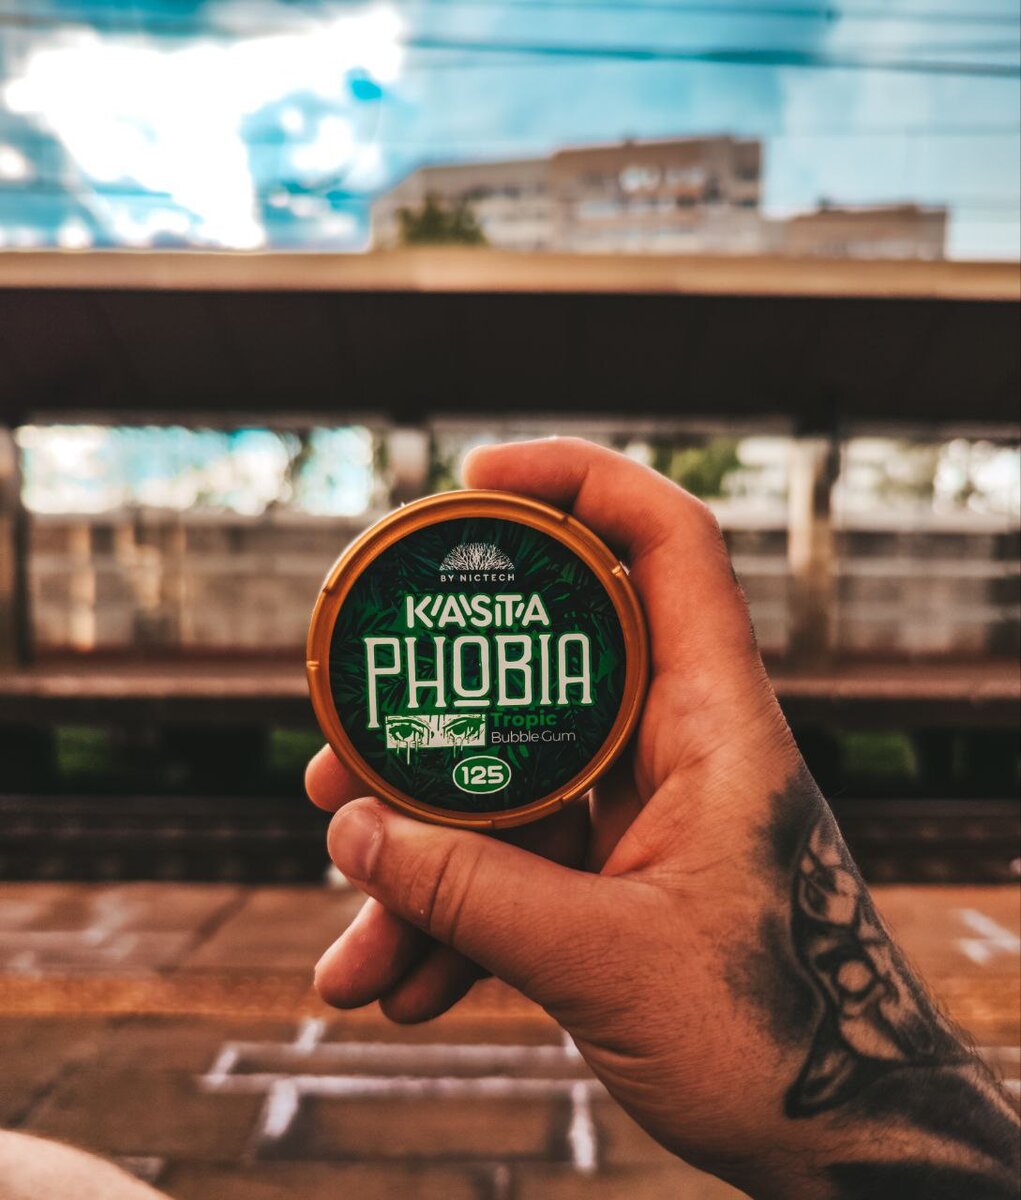 BY NICTECH
KASTA
PHOBIA
Tropic
Bubble Gum
125